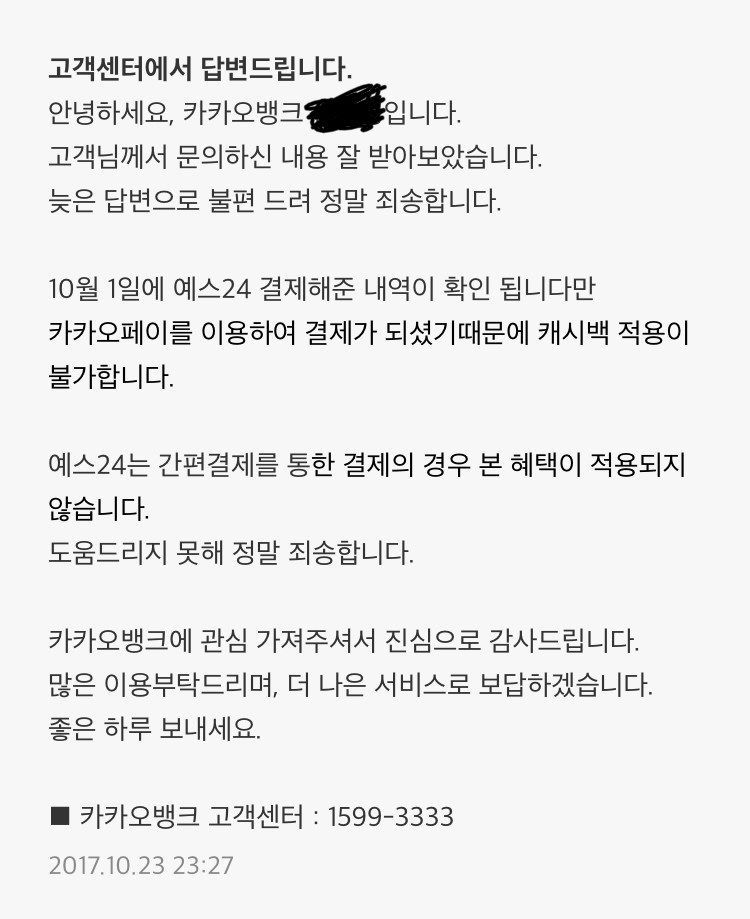 고객센터에서 답변드립니다.
안녕하세요, 카카오뱅크 입니다.
고객님께서 문의하신 내용 잘 받아보았습니다.
늦은 답변으로 불편 드려 정말 죄송합니다.
10월 1일에 예스24 결제해준 내역이 확인 됩니다만
카카오페이를 이용하여 결제가 되셨기때문에 캐시백 적용이
불가합니다.
예스24는 간편결제를 통한 결제의 경우 본 혜택이 적용되지
않습니다.
도움드리지 못해 정말 죄송합니다.
카카오뱅크에 관심 가져주셔서 진심으로 감사드립니다.
많은 이용부탁드리며, 더 나은 서비스로 보답하겠습니다.
좋은 하루 보내세요.
■ 카카오뱅크 고객센터 : 1599-3333
2017.10.23 23:27